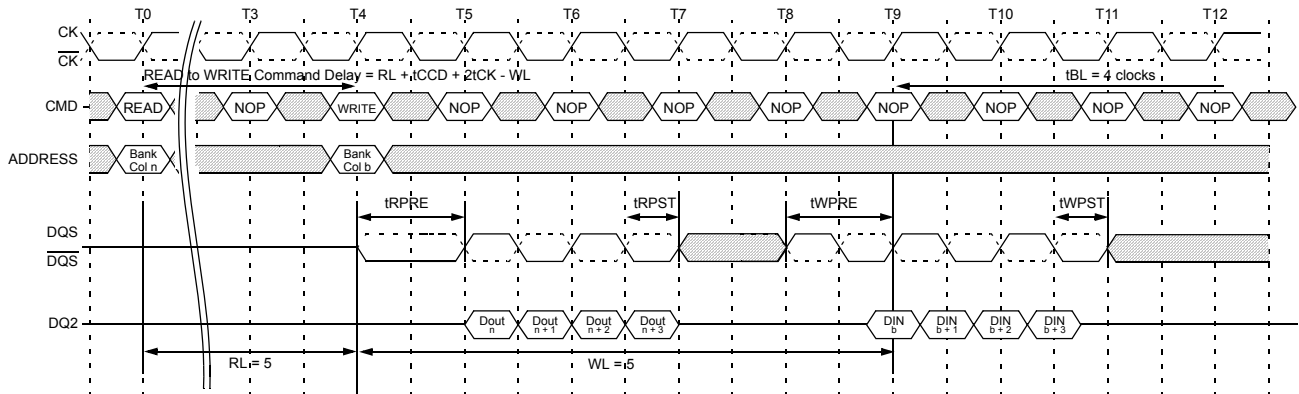 T0 T3 T4 T5 T6 T7 T8 T9 T10 T11 T12
CK
CK
READ to WRITE Command Delay = RL + tCCD + 2tCK - WL
tBL = 4 clocks
CMD READ NOP WRITE NOP NOP NOP NOP NOP NOP NOP NOP
ADDRESS
Bank
Col n
Bank
Col b
tRPRE tRPST tWPRE tWPST
DQS
DQS
DQ2
Dout
n
Dout
n + 1
Dout
n + 2
Dout
n + 3
DIN
b
DIN
b + 1
DIN
b + 2
DIN
b + 3
RL = 5 WL = 5